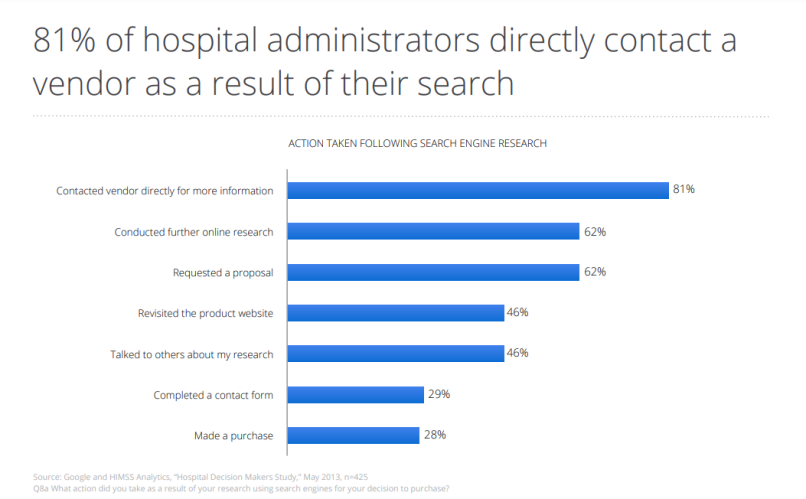 81% of hospital administrators directly contact a
vendor as a result of their search
ACTION TAKEN FOLLOWING SEARCH ENGINE RESEARCH
Contacted vendor directly for more information 81%
Conducted further online research 62%
Requested a proposal 62%
Revisited the product website 46%
Talked to others about my research 46%
Completed a contact form 29%
Made a purchase 28%
Source: Google and HIMSS Analytics, "Hospital Decision Makers Study," May 2013, n=425
Q8a What action did you take as a result of your research using search engines for your decision to purchase?